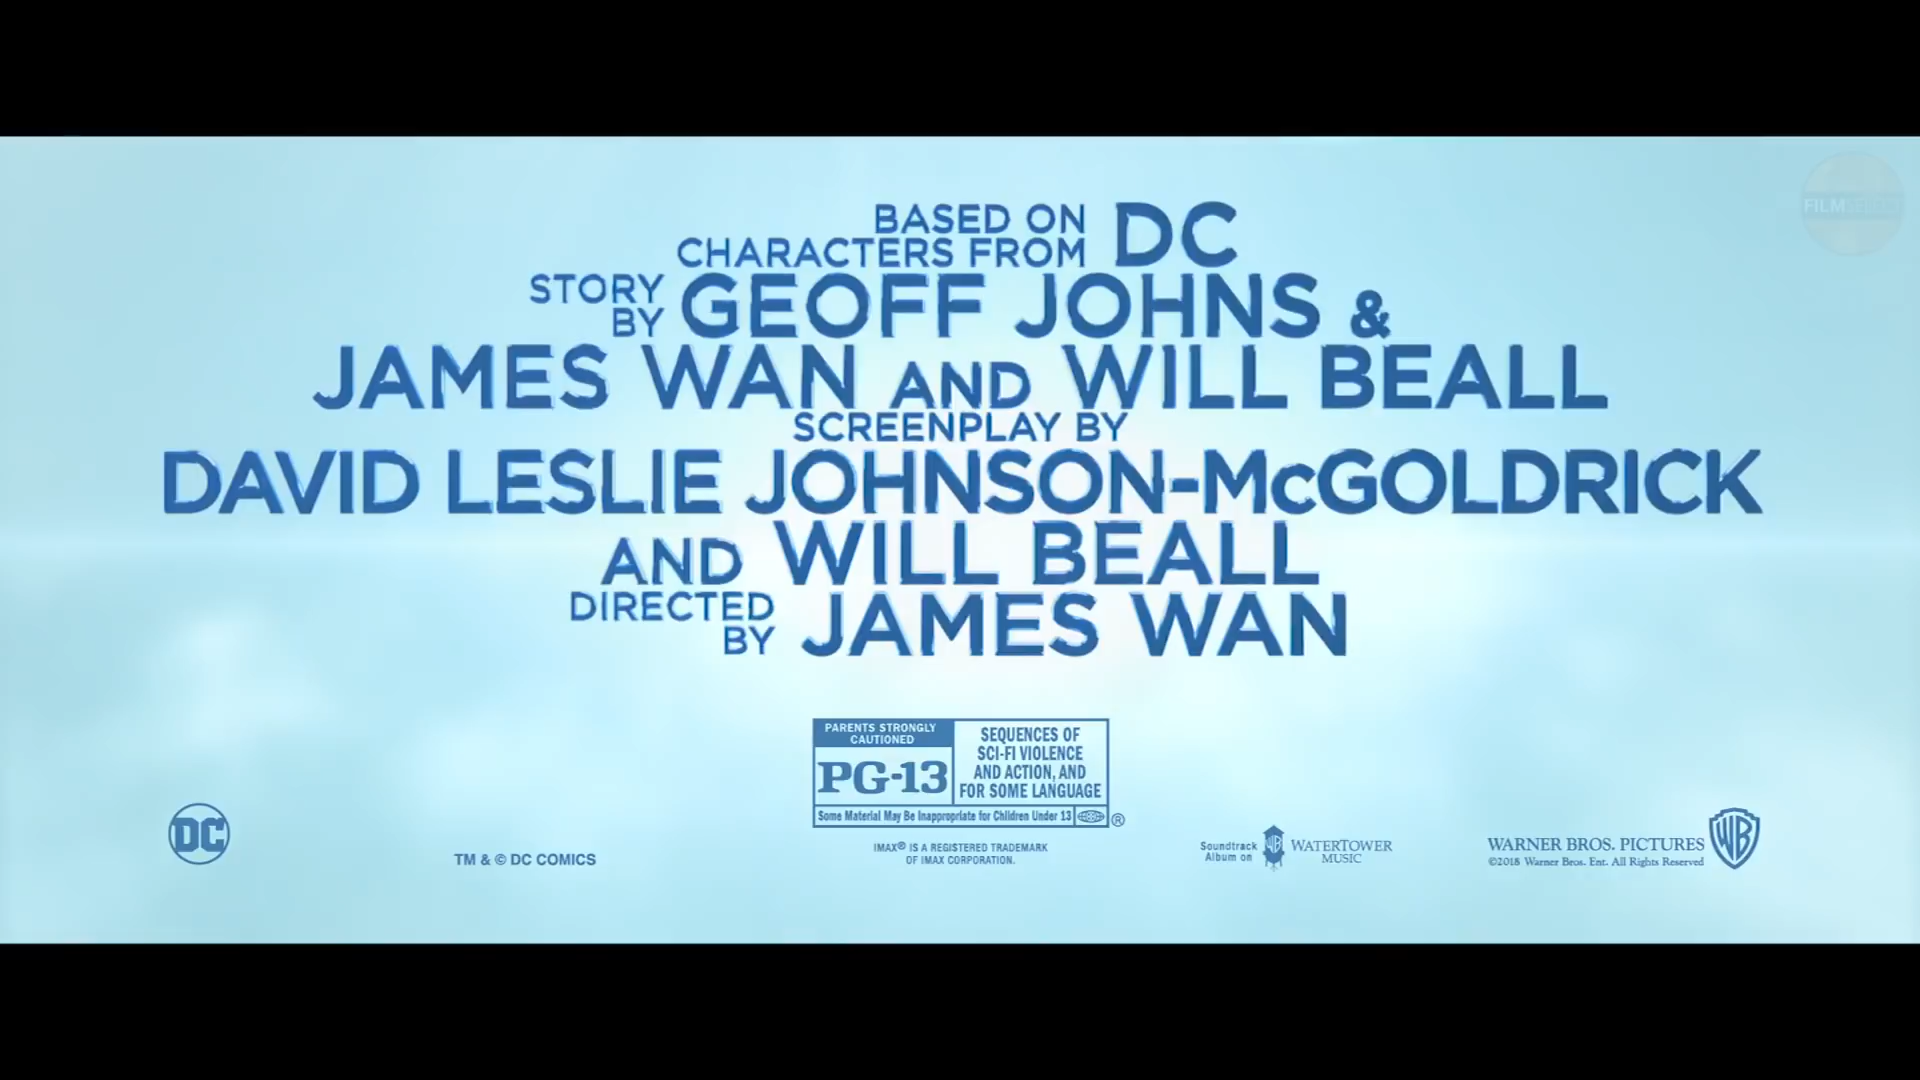 FILM
BASED ON
CHARACTERS FROM DC
STORY BY GEOFF JOHNS &
JAMES WAN AND WILL BEALL
SCREENPLAY BY
DAVID LESLIE JOHNSON-McGOLDRICK
AND WILL BEALL
DIRECTED BY JAMES WAN
PARENTS STRONGLY
CAUTIONED
PG-13
SEQUENCES OF
SCI-FI VIOLENCE
AND ACTION, AND
FOR SOME LANGUAGE
Some Material May Be Inappropriate for Children Under 13
®
DC
TM & © DC COMICS
IMAX® IS A REGISTERED TRADEMARK
OF IMAX CORPORATION.
Soundtrack
Album on
WB
WATERTOWER
MUSIC
WARNER BROS. PICTURES
©2018 Warner Bros. Ent. All Rights Reserved
WB